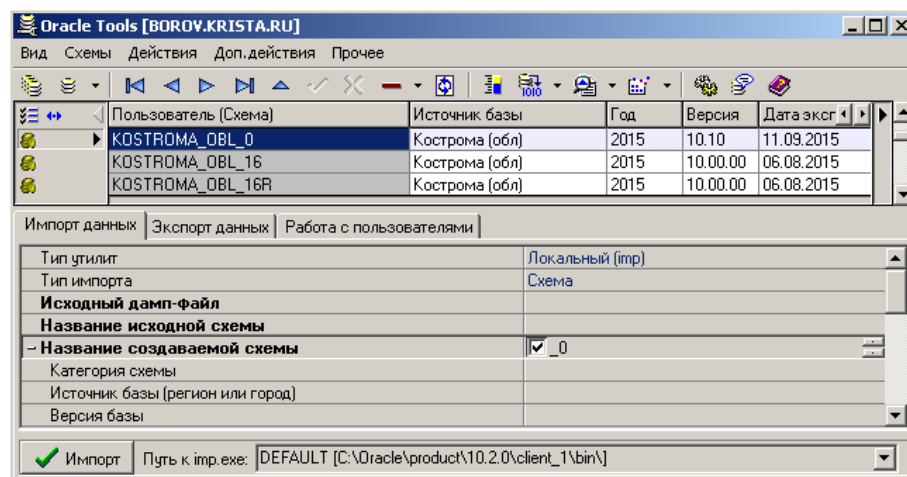 Oracle Tools [BOROV.KRISTA.RU]
Вид Схемы Действия Доп.действия Прочее
Пользователь (Схема) Источник базы Год Версия Дата эксг
KOSTROMA_OBL_0 Кострома (обл) 2015 10.10 11.09.2015
KOSTROMA_OBL_16 Кострома (обл) 2015 10.00.00 06.08.2015
KOSTROMA_OBL_16R Кострома (обл) 2015 10.00.00 06.08.2015
Импорт данных Экспорт данных Работа с пользователями
Тип утилит Локальный (imp)
Тип импорта Схема
Исходный дамп-файл
Название исходной схемы
Название создаваемой схемы _0
Категория схемы
Источник базы (регион или город)
Версия базы
Импорт Путь к imp.exe: DEFAULT [C:\Oracle\product\10.2.0\client_1\bin\]